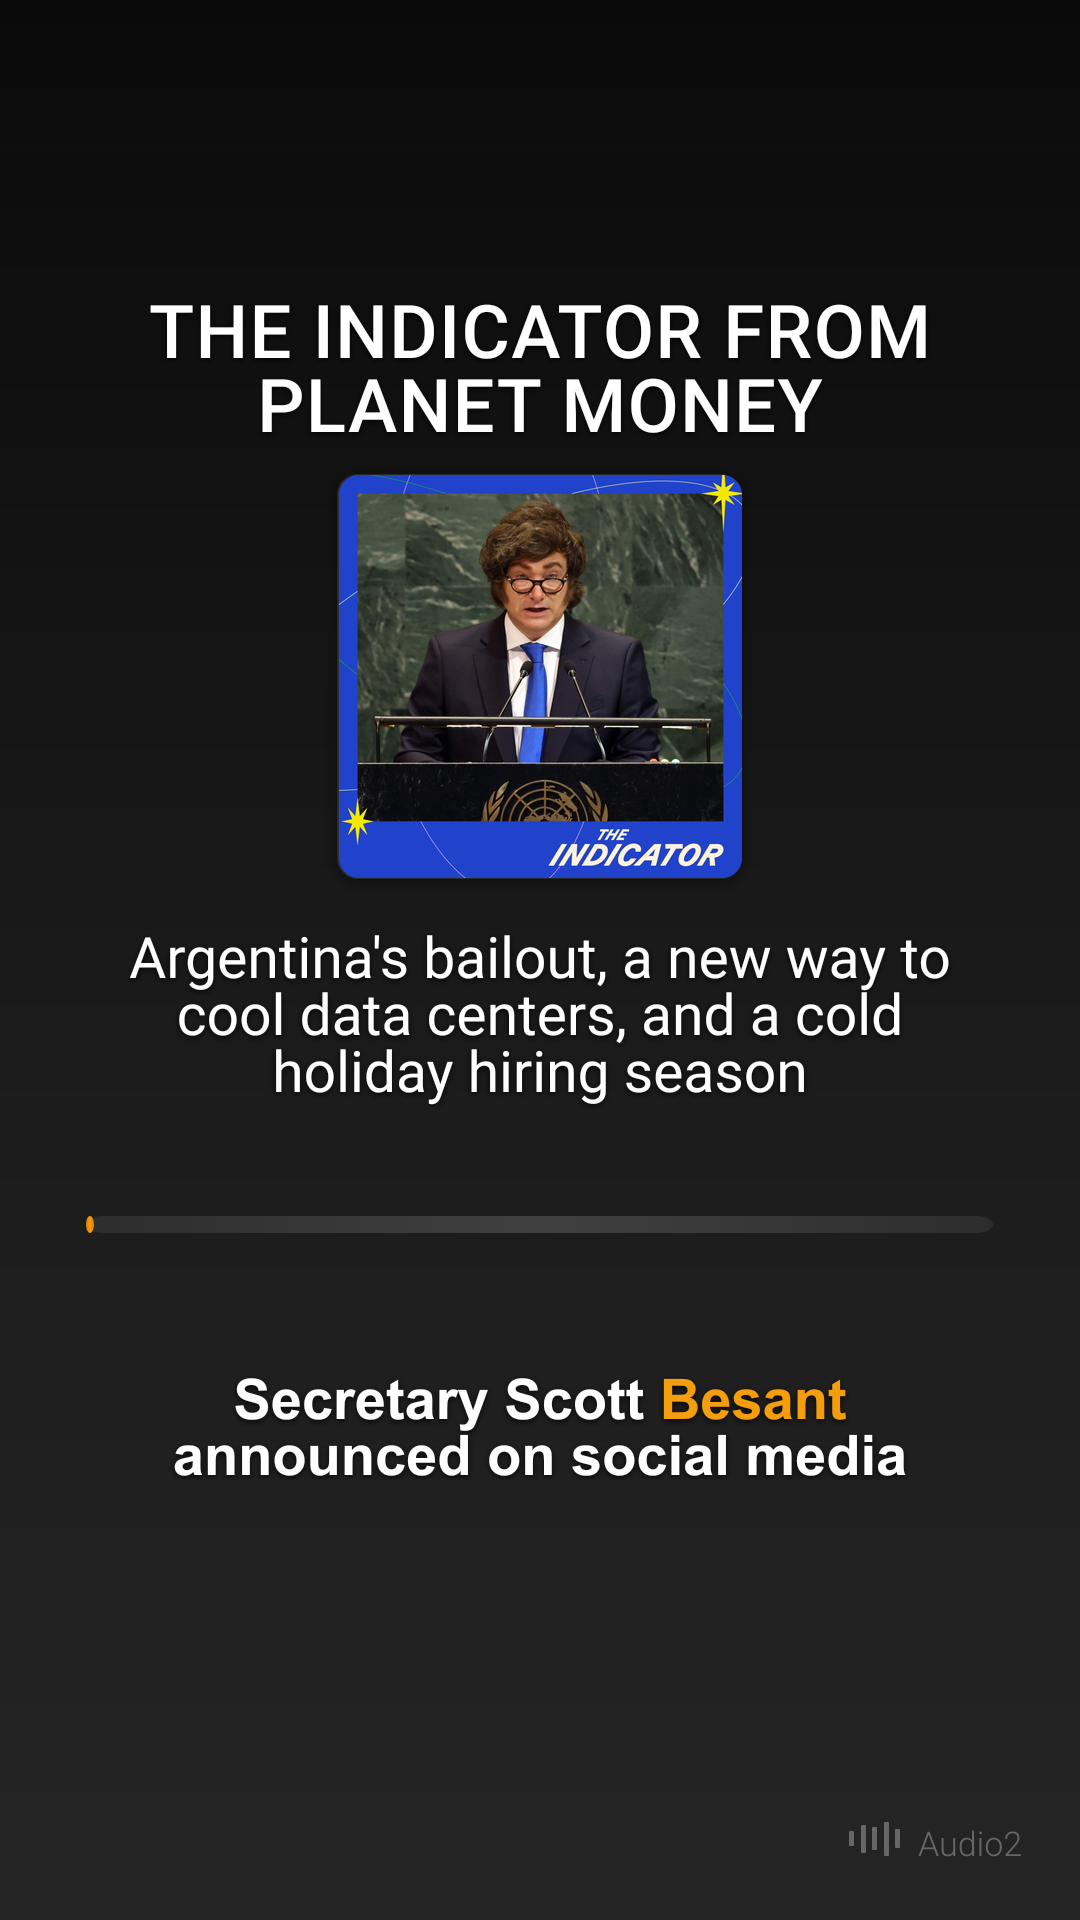 THE INDICATOR FROM
PLANET MONEY
THE
INDICATOR
Argentina's bailout, a new way to
cool data centers, and a cold
holiday hiring season
Secretary Scott Besant
announced on social media
Audio2